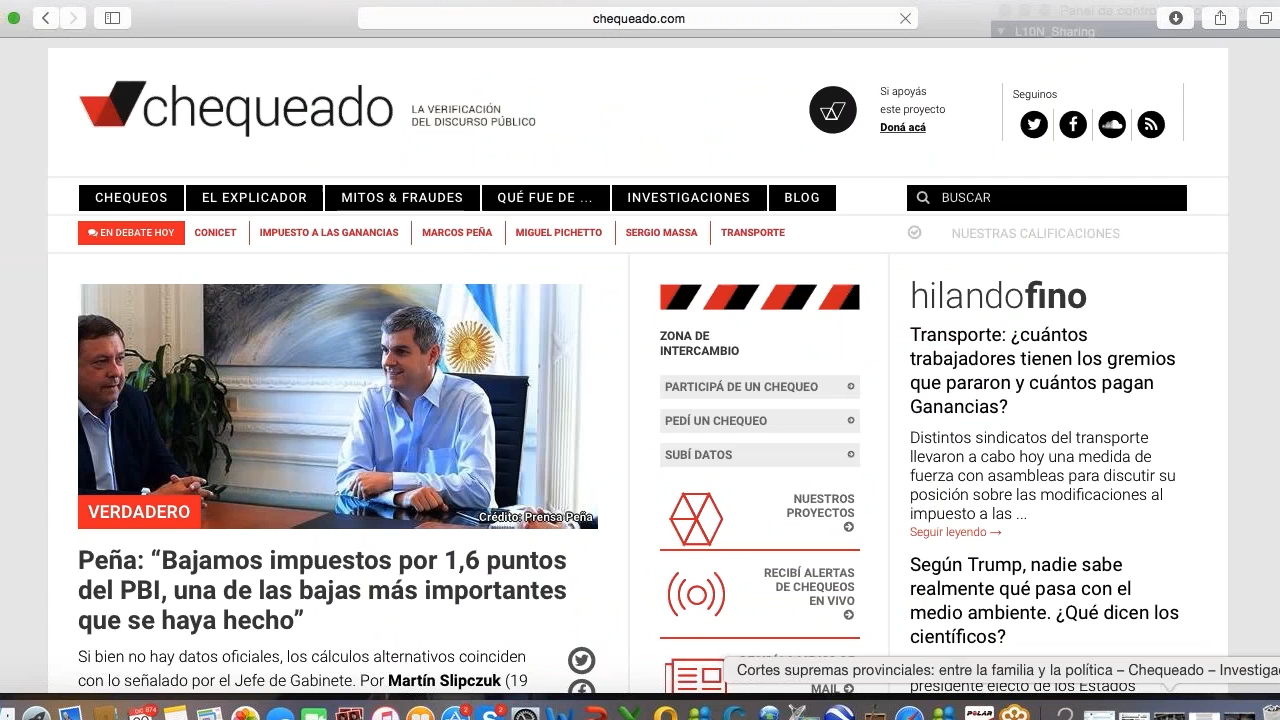 chequeado.com
Panel de contro
L10N_Sharing
chequeado
LA VERIFICACIÓN
DEL DISCURSO PÚBLICO
Si apoyás
este proyecto
Doná acá
Seguinos
CHEQUEOS
EL EXPLICADOR
MITOS & FRAUDES
QUÉ FUE DE ...
INVESTIGACIONES
BLOG
BUSCAR
EN DEBATE HOY
CONICET
IMPUESTO A LAS GANANCIAS
MARCOS PEÑA
MIGUEL PICHETTO
SERGIO MASSA
TRANSPORTE
NUESTRAS CALIFICACIONES
VERDADERO
Crédito: Prensa Peña
Peña: “Bajamos impuestos por 1,6 puntos
del PBI, una de las bajas más importantes
que se haya hecho”
Si bien no hay datos oficiales, los cálculos alternativos coinciden
con lo señalado por el Jefe de Gabinete. Por Martín Slipczuk (19
ZONA DE
INTERCAMBIO
PARTICIPÁ DE UN CHEQUEO
PEDÍ UN CHEQUEO
SUBÍ DATOS
NUESTROS
PROYECTOS
RECIBÍ ALERTAS
DE CHEQUEOS
EN VIVO
MAIL
hilandofino
Transporte: ¿cuántos
trabajadores tienen los gremios
que pararon y cuántos pagan
Ganancias?
Distintos sindicatos del transporte
llevaron a cabo hoy una medida de
fuerza con asambleas para discutir su
posición sobre las modificaciones al
impuesto a las ...
Seguir leyendo →
Según Trump, nadie sabe
realmente qué pasa con el
medio ambiente. ¿Qué dicen los
científicos?
Cortes supremas provinciales: entre la familia y la política – Chequeado – Investiga
presidente electo de los Estados